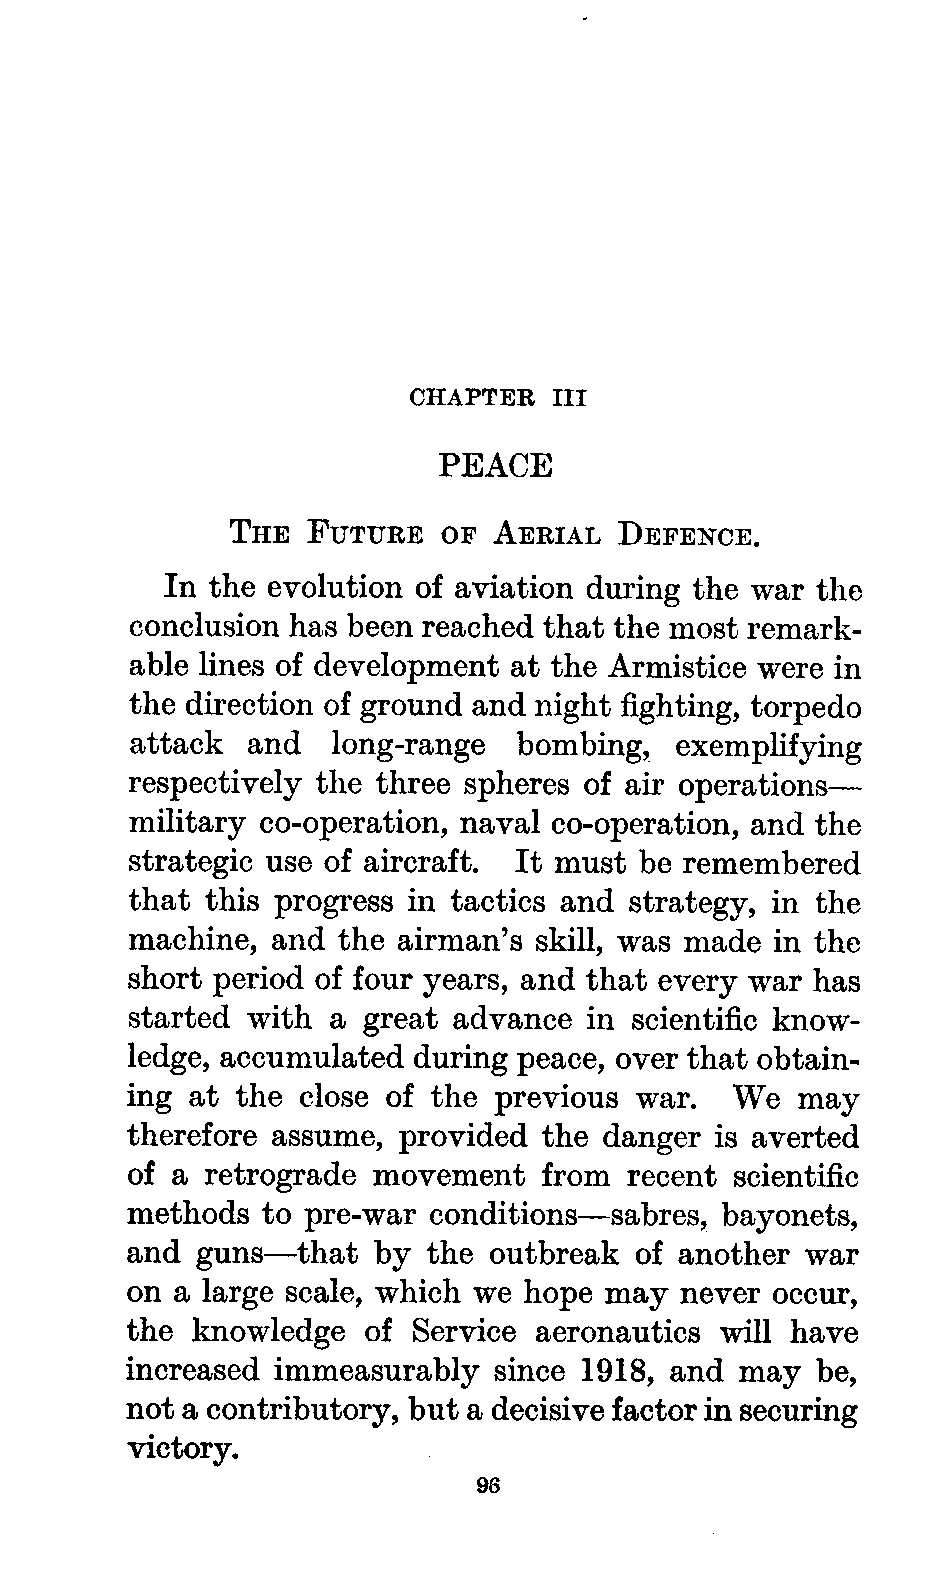 CHAPTER III
PEACE
THE FUTURE OF AERIAL DEFENCE.
In the evolution of aviation during the war the
conclusion has been reached that the most remark-
able lines of development at the Armistice were in
the direction of ground and night fighting, torpedo
attack and long-range bombing, exemplifying
respectively the three spheres of air operations—
military co-operation, naval co-operation, and the
strategic use of aircraft. It must be remembered
that this progress in tactics and strategy, in the
machine, and the airman's skill, was made in the
short period of four years, and that every war has
started with a great advance in scientific know-
ledge, accumulated during peace, over that obtain-
ing at the close of the previous war. We may
therefore assume, provided the danger is averted
of a retrograde movement from recent scientific
methods to pre-war conditions—sabres, bayonets,
and guns—that by the outbreak of another war
on a large scale, which we hope may never occur,
the knowledge of Service aeronautics will have
increased immeasurably since 1918, and may be,
not a contributory, but a decisive factor in securing
victory.
96